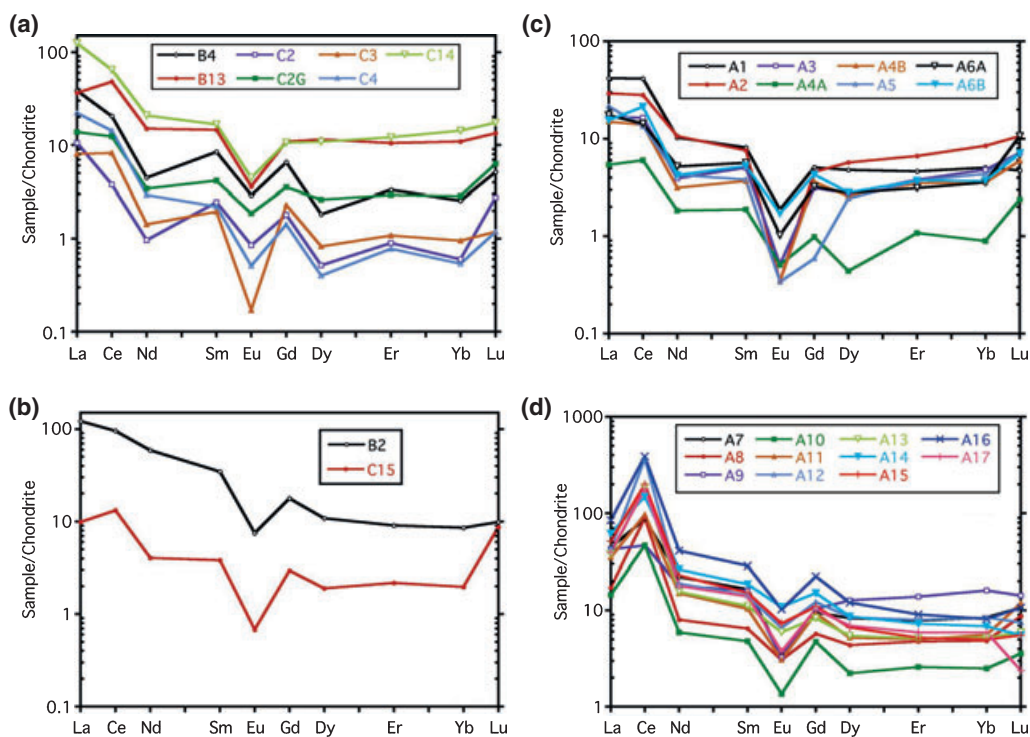 (a)
100
10
1
0.1
Sample/Chondrite
B4 C2 C3 C14
B13 C2G C4
La Ce Nd Sm Eu Gd Dy Er Yb Lu
(c)
100
10
1
0.1
Sample/Chondrite
A1 A3 A4B A6A
A2 A4A A5 A6B
La Ce Nd Sm Eu Gd Dy Er Yb Lu
(b)
100
10
1
0.1
Sample/Chondrite
B2
C15
La Ce Nd Sm Eu Gd Dy Er Yb Lu
(d)
1000
100
10
1
Sample/Chondrite
A7 A10 A13 A16
A8 A11 A14 A17
A9 A12 A15
La Ce Nd Sm Eu Gd Dy Er Yb Lu